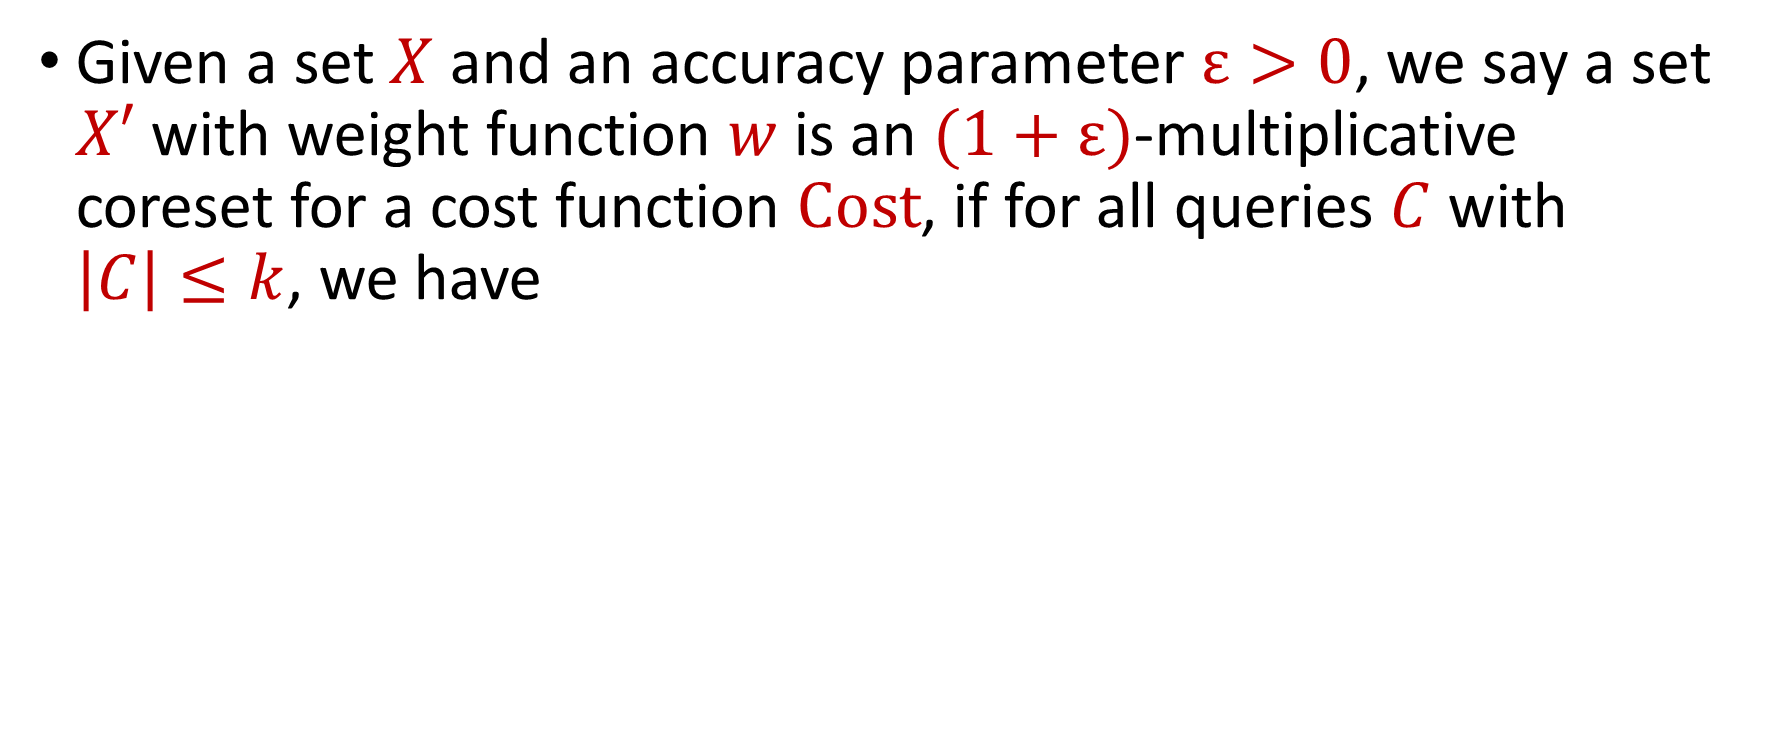 • Given a set X and an accuracy parameter ε > 0, we say a set
X′ with weight function w is an (1 + ε)-multiplicative
coreset for a cost function Cost, if for all queries C with
|C| ≤ k, we have